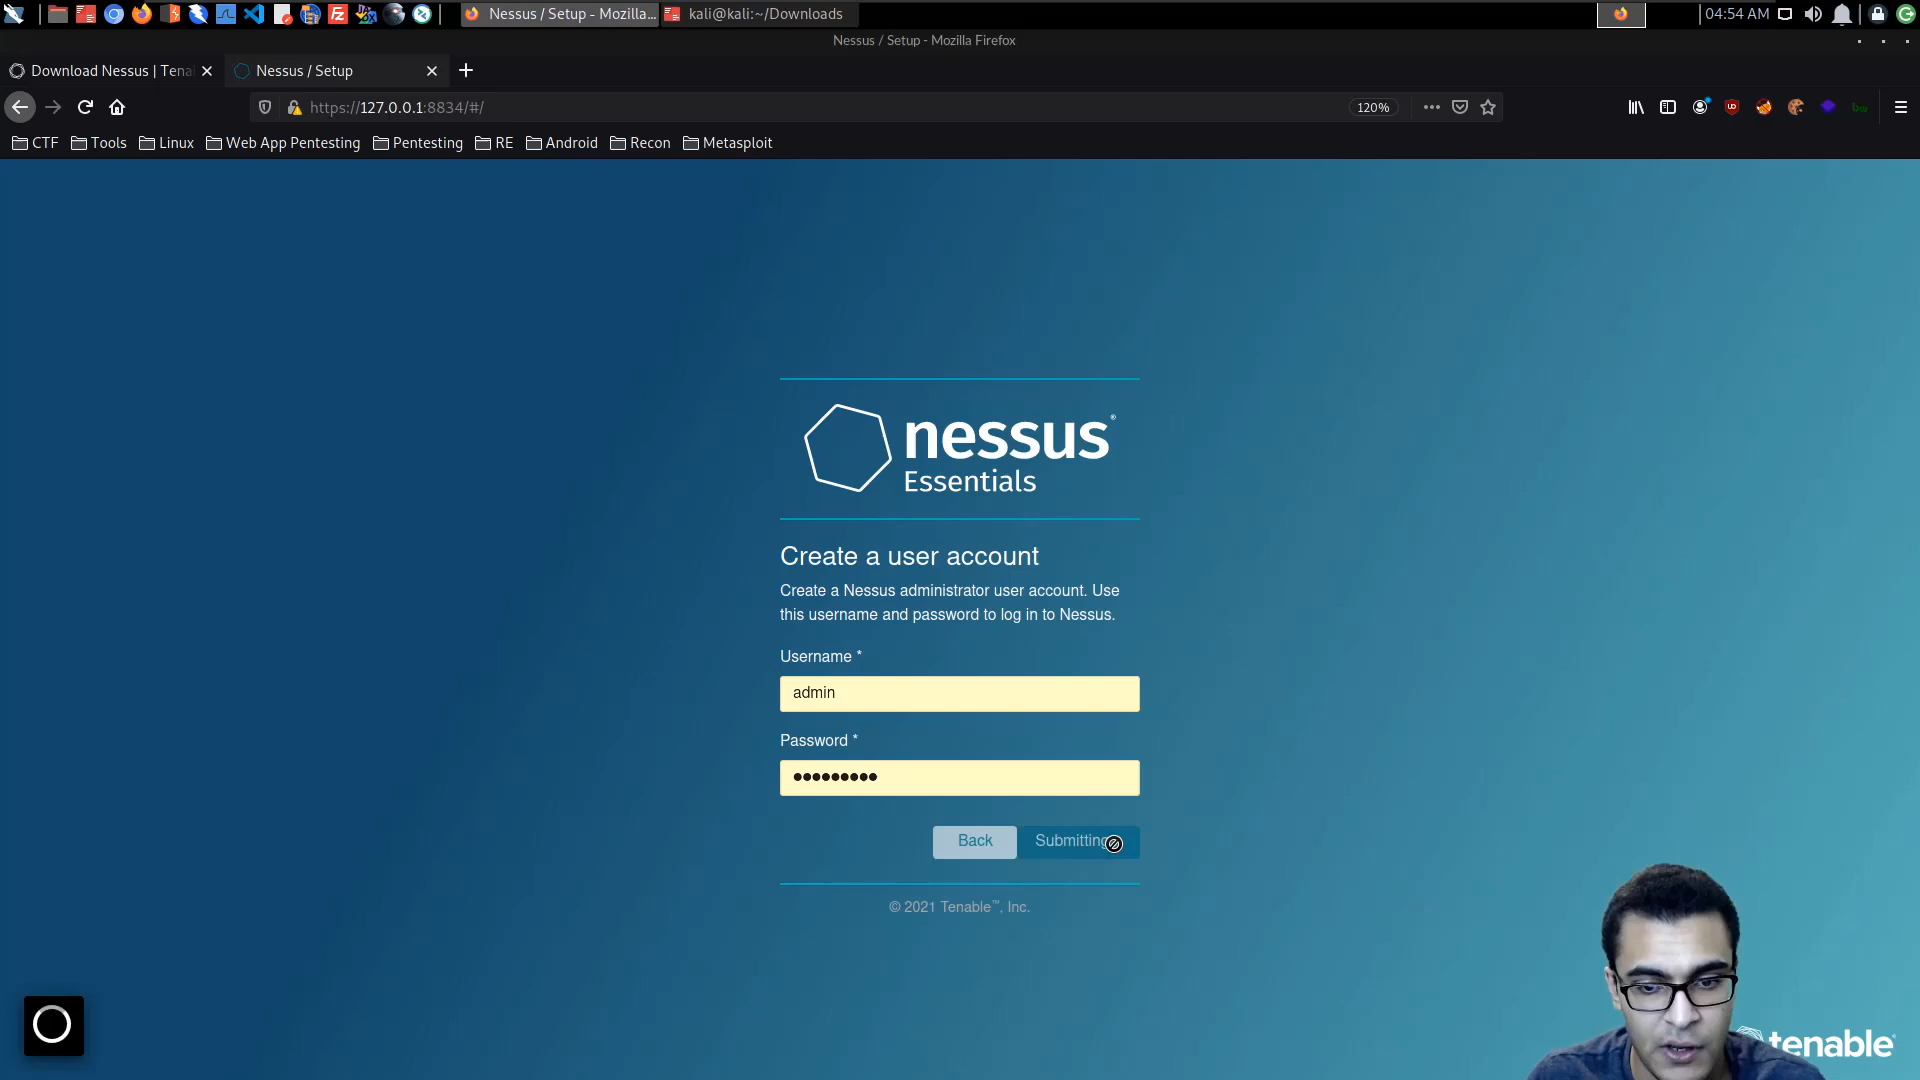 Nessus / Setup - Mozilla...
kali@kali:~/Downloads
04:54 AM
Nessus / Setup - Mozilla Firefox
Download Nessus | Tena
Nessus / Setup
https://127.0.0.1:8834/#/
120%
CTF
Tools
Linux
Web App Pentesting
Pentesting
RE
Android
Recon
Metasploit
nessus®
Essentials
Create a user account
Create a Nessus administrator user account. Use
this username and password to log in to Nessus.
Username *
admin
Password *
•••••••••
Back
Submitting
© 2021 Tenable™, Inc.
tenable